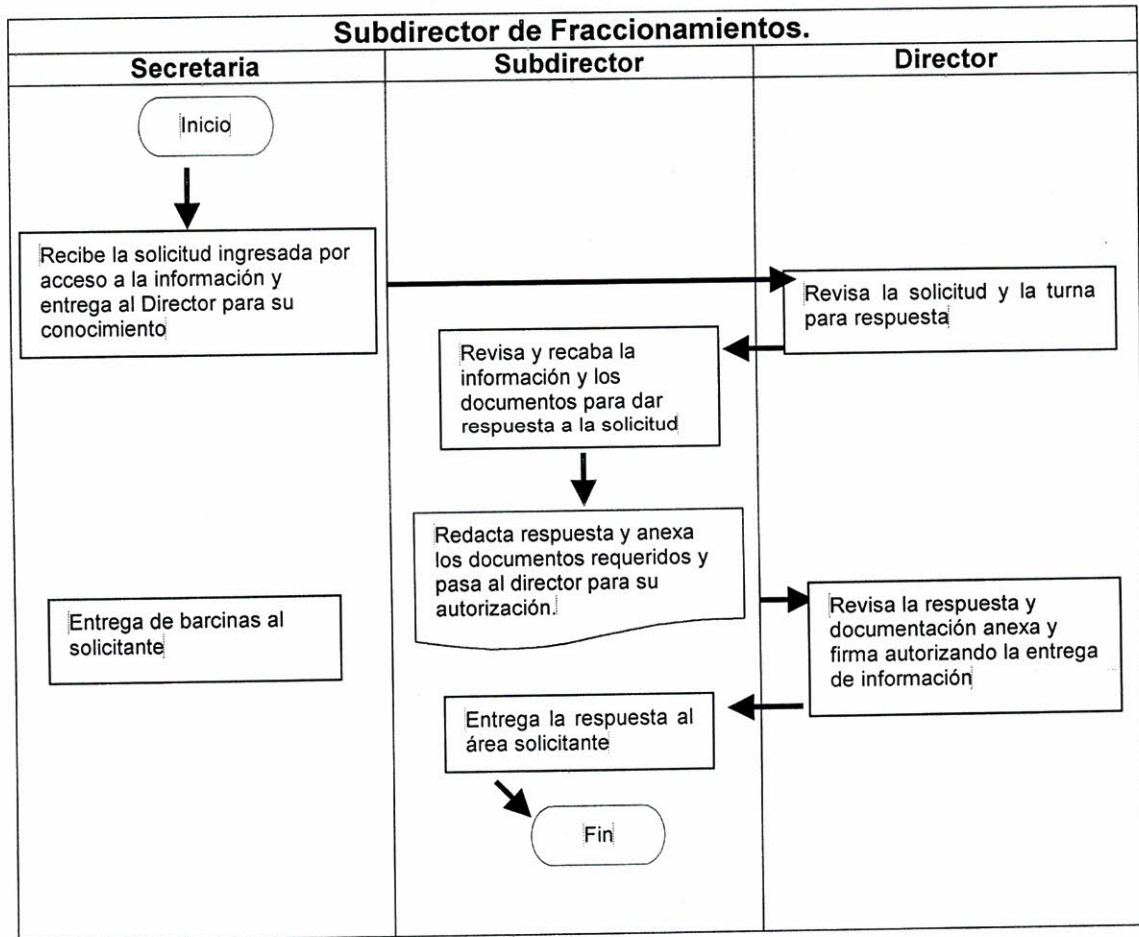 Subdirector de Fraccionamientos.
Secretaria
Subdirector
Director
Inicio
Recibe la solicitud ingresada por
acceso a la información y
entrega al Director para su
conocimiento
Revisa la solicitud y la turna
para respuesta
Revisa y recaba la
información y los
documentos para dar
respuesta a la solicitud
Redacta respuesta y anexa
los documentos requeridos y
pasa al director para su
autorización.
Entrega de barcinas al
solicitante
Revisa la respuesta y
documentación anexa y
firma autorizando la entrega
de información
Entrega la respuesta al
área solicitante
Fin